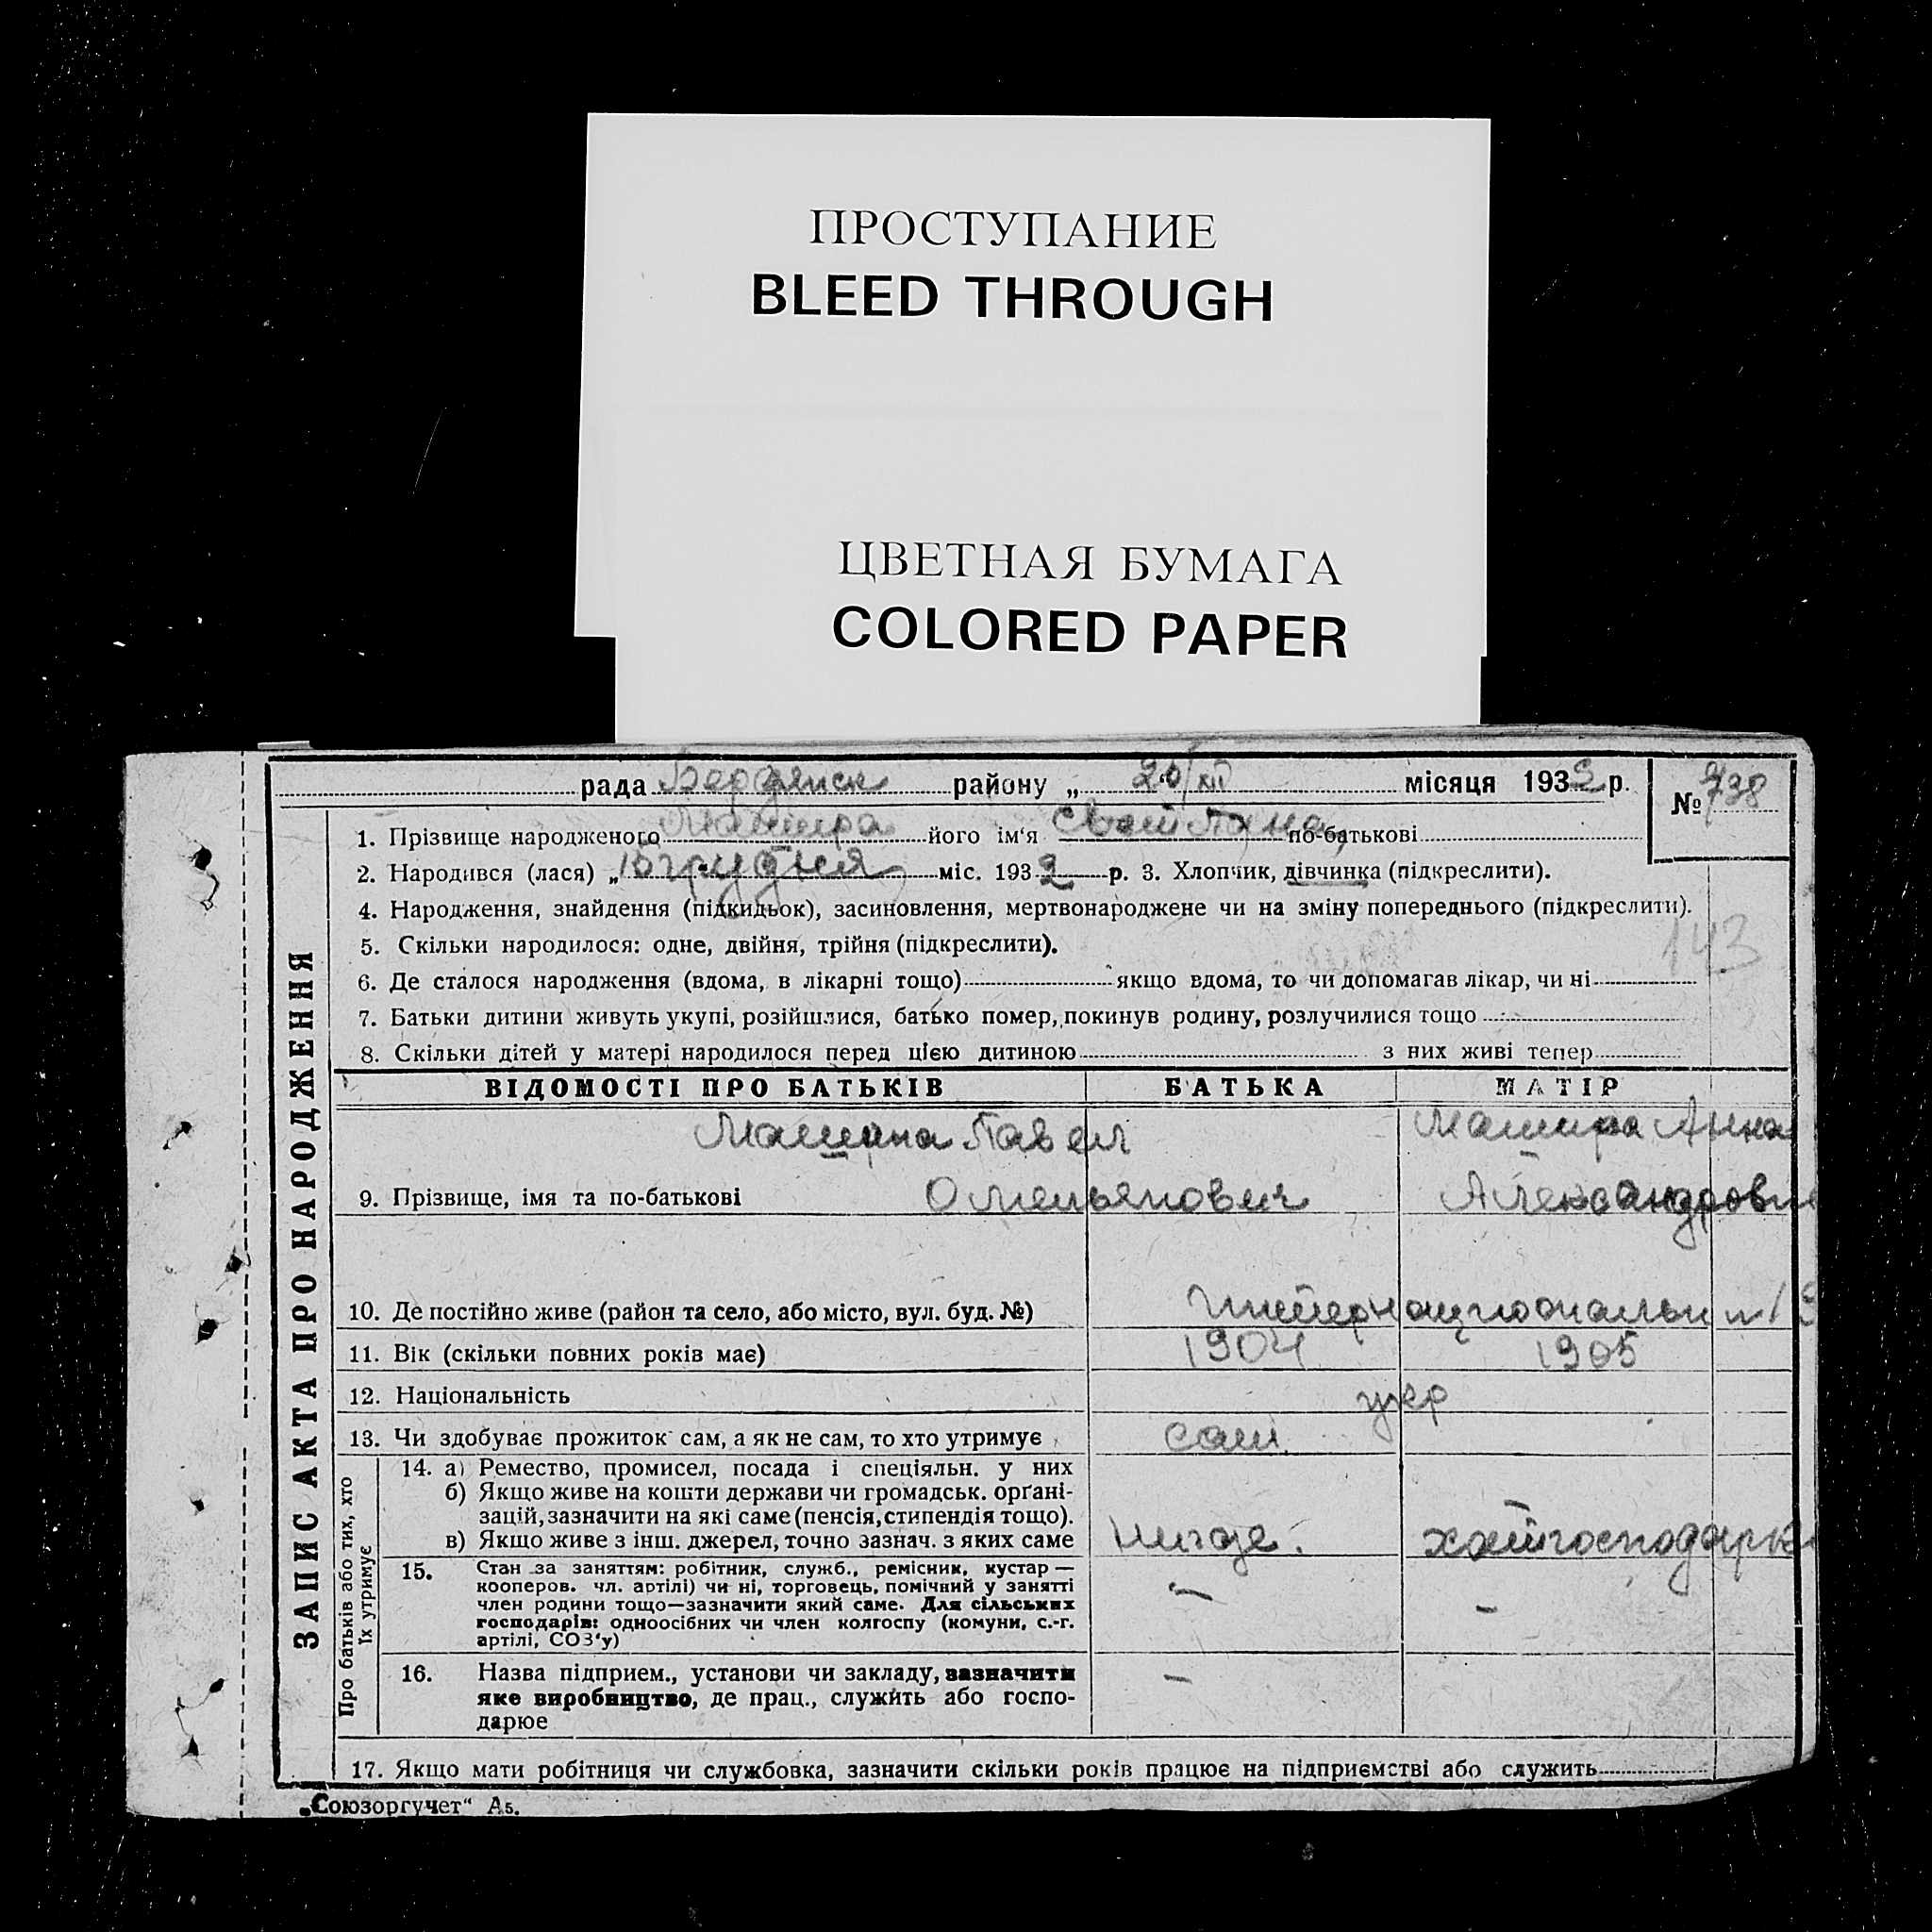 ПРОСТУПАНИЕ
BLEED THROUGH
ЦВЕТНАЯ БУМАГА
COLORED PAPER
рада Бердянск району „ 20/XII місяця 1932 р.
№ 738
1. Прізвище народженого Машира його ім‘я Свейтлана, по-батькові
2. Народився (лася) „ грудня міс. 1932 р. 3. Хлопчик, дівчинка (підкреслити).
4. Народження, знайдення (підкидьок), засиновлення, мертвонароджене чи на зміну попереднього (підкреслити).
143
5. Скільки народилося: одне, двійня, трійня (підкреслити).
6. Де сталося народження (вдома, в лікарні тощо) якщо вдома, то чи допомагав лікар, чи ні
7. Батьки дитини живуть укупі, розійшлися, батько помер, покинув родину, розлучилися тощо
8. Скільки дітей у матері народилося перед цією дитиною з них живі тепер
ЗАПИС АКТА ПРО НАРОДЖЕННЯ
ВІДОМОСТІ ПРО БАТЬКІВ БАТЬКА МАТІР
Павел Машира Анна
9. Прізвище, імя та по-батькові Омельянович Александровн
10. Де постійно живе (район та село, або місто, вул. буд. №)
11. Вік (скільки повних років має) 1904 1905
12. Національність укр
13. Чи здобуває прожиток сам, а як не сам, то хто утримує сам.
Про батьків або тих, хто
їх утримує
14. а) Ремество, промисел, посада і спеціяльн. у них
б) Якщо живе на кошти держави чи громадськ. орґані-
зацій, зазначити на які саме (пенсія, стипендія тощо).
в) Якщо живе з інш. джерел, точно зазнач. з яких саме нигде. хатгосподарка
15. Стан за заняттям: робітник, служб., ремісник, кустар —
кооперов. чл. артілі) чи ні, торговець, помічний у занятті
член родини тощо—зазначити який саме. Для сільських
господарів: одноосібних чи член колгоспу (комуни, с.-г.
артілі, СОЗ‘у)
16. Назва підприєм., установи чи закладу, зазначити
яке виробництво, де прац., служить або госпо-
дарює
17. Якщо мати робітниця чи службовка, зазначити скільки років працює на підприємстві або служить
„Союзоргучет“ А5.